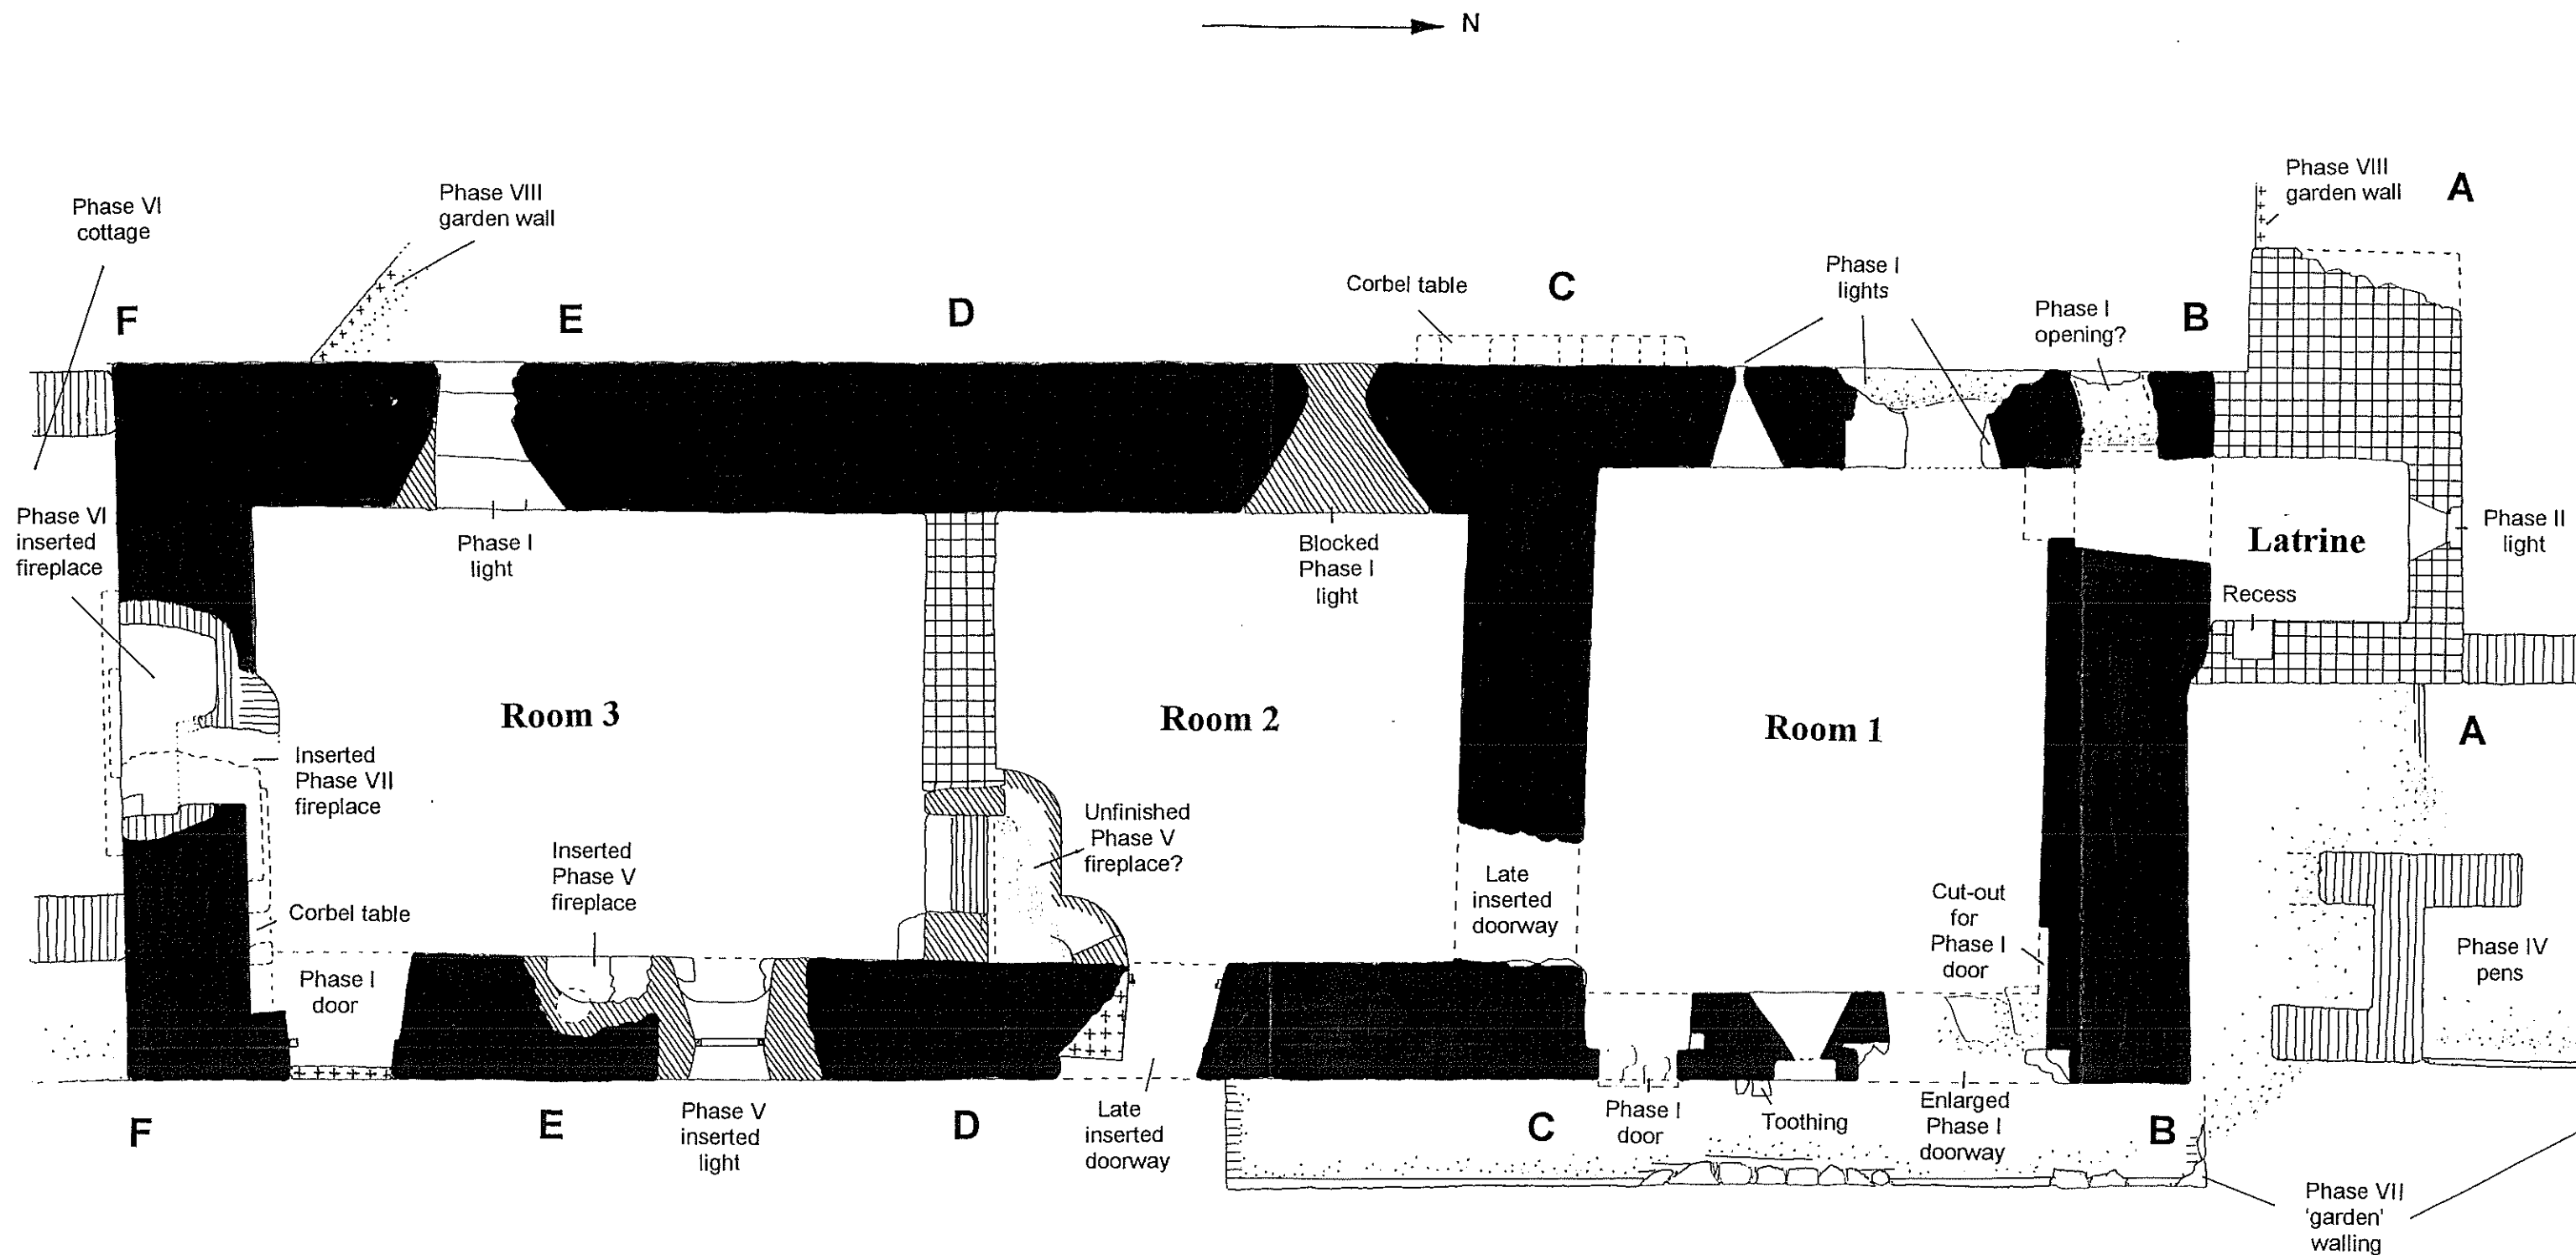 N
Phase VIII
garden wall
A
Phase VI
cottage
Phase VIII
garden wall
F
E
D
Corbel table
C
Phase I
lights
Phase I
opening?
B
Phase VI
inserted
fireplace
Phase I
light
Blocked
Phase I
light
Latrine
Phase II
light
Recess
Room 3
Room 2
Room 1
A
Inserted
Phase VII
fireplace
Unfinished
Phase V
fireplace?
Inserted
Phase V
fireplace
Late
inserted
doorway
Cut-out
for
Phase I
door
Corbel table
Phase I
door
Phase IV
pens
F
E
Phase V
inserted
light
D
Late
inserted
doorway
C
Phase I
door
Toothing
Enlarged
Phase I
doorway
B
Phase VII
'garden'
walling